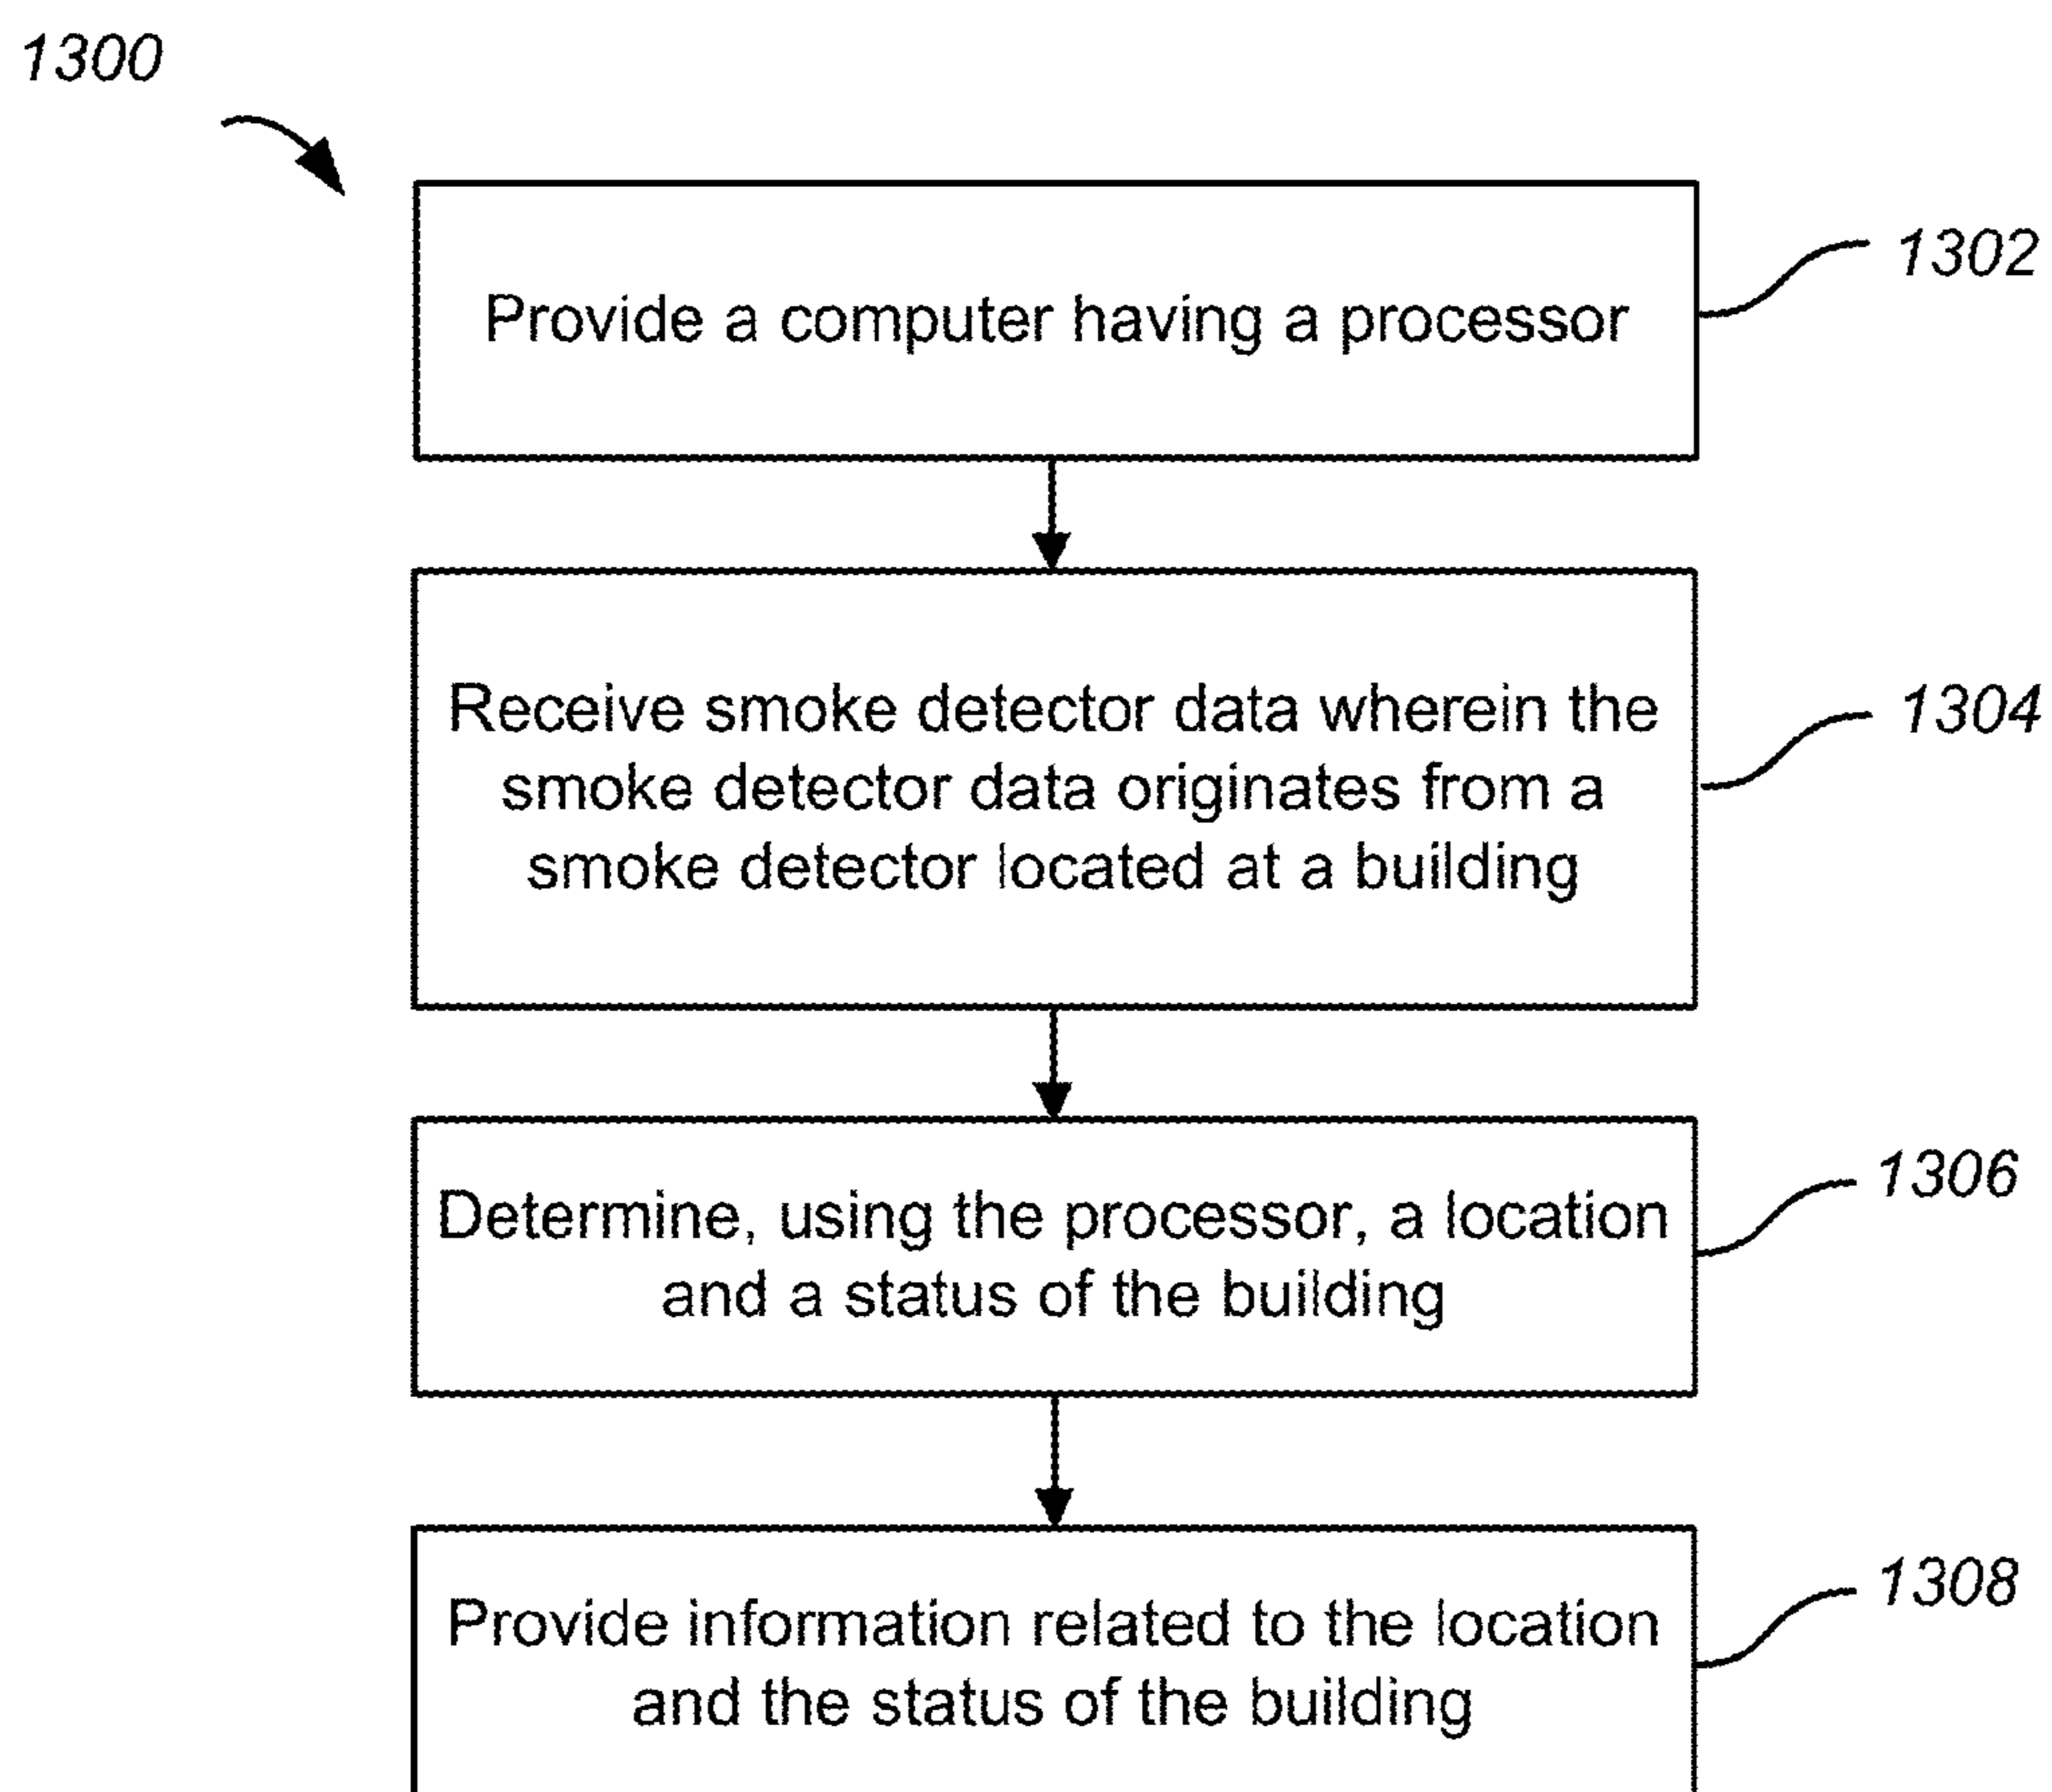 1300
Provide a computer having a processor
1302
Receive smoke detector data wherein the
smoke detector data originates from a
smoke detector located at a building
1304
Determine, using the processor, a location
and a status of the building
1306
Provide information related to the location
and the status of the building
1308